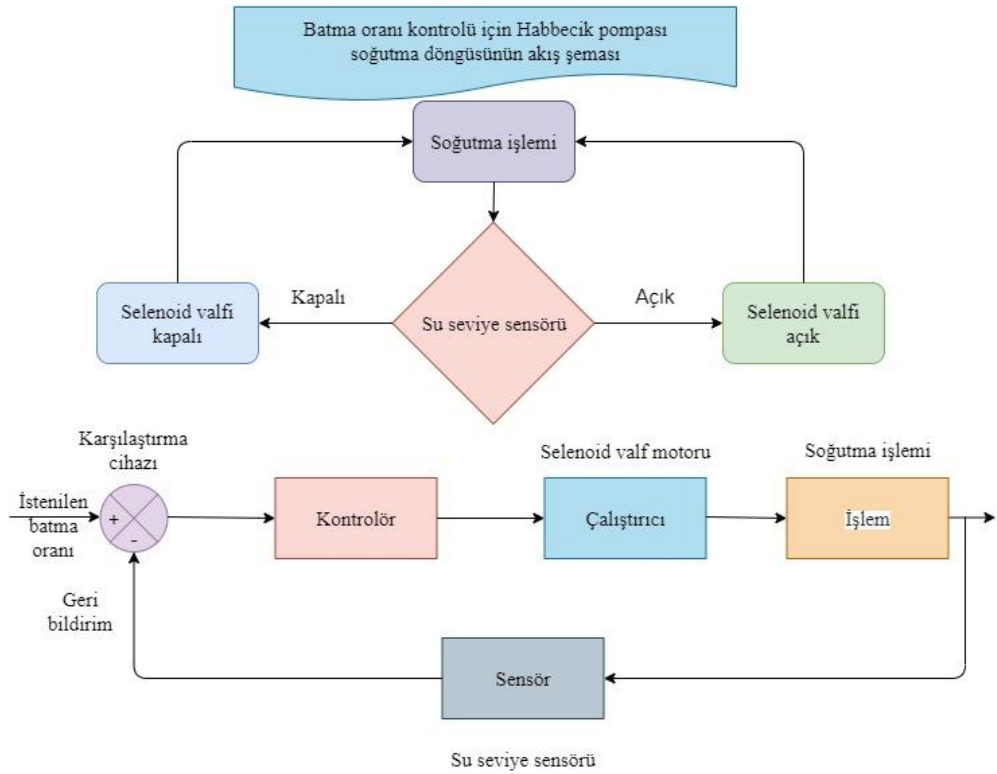 Batma oranı kontrolü için Habbecik pompası
soğutma döngüsünün akış şeması
Soğutma işlemi
Kapalı
Açık
Selenoid valfi
kapalı
Su seviye sensörü
Selenoid valfi
açık
Karşılaştırma
cihazı
Selenoid valf motoru
Soğutma işlemi
İstenilen
batma
oranı
+
-
Kontrolör
Çalıştırıcı
İşlem
Geri
bildirim
Sensör
Su seviye sensörü